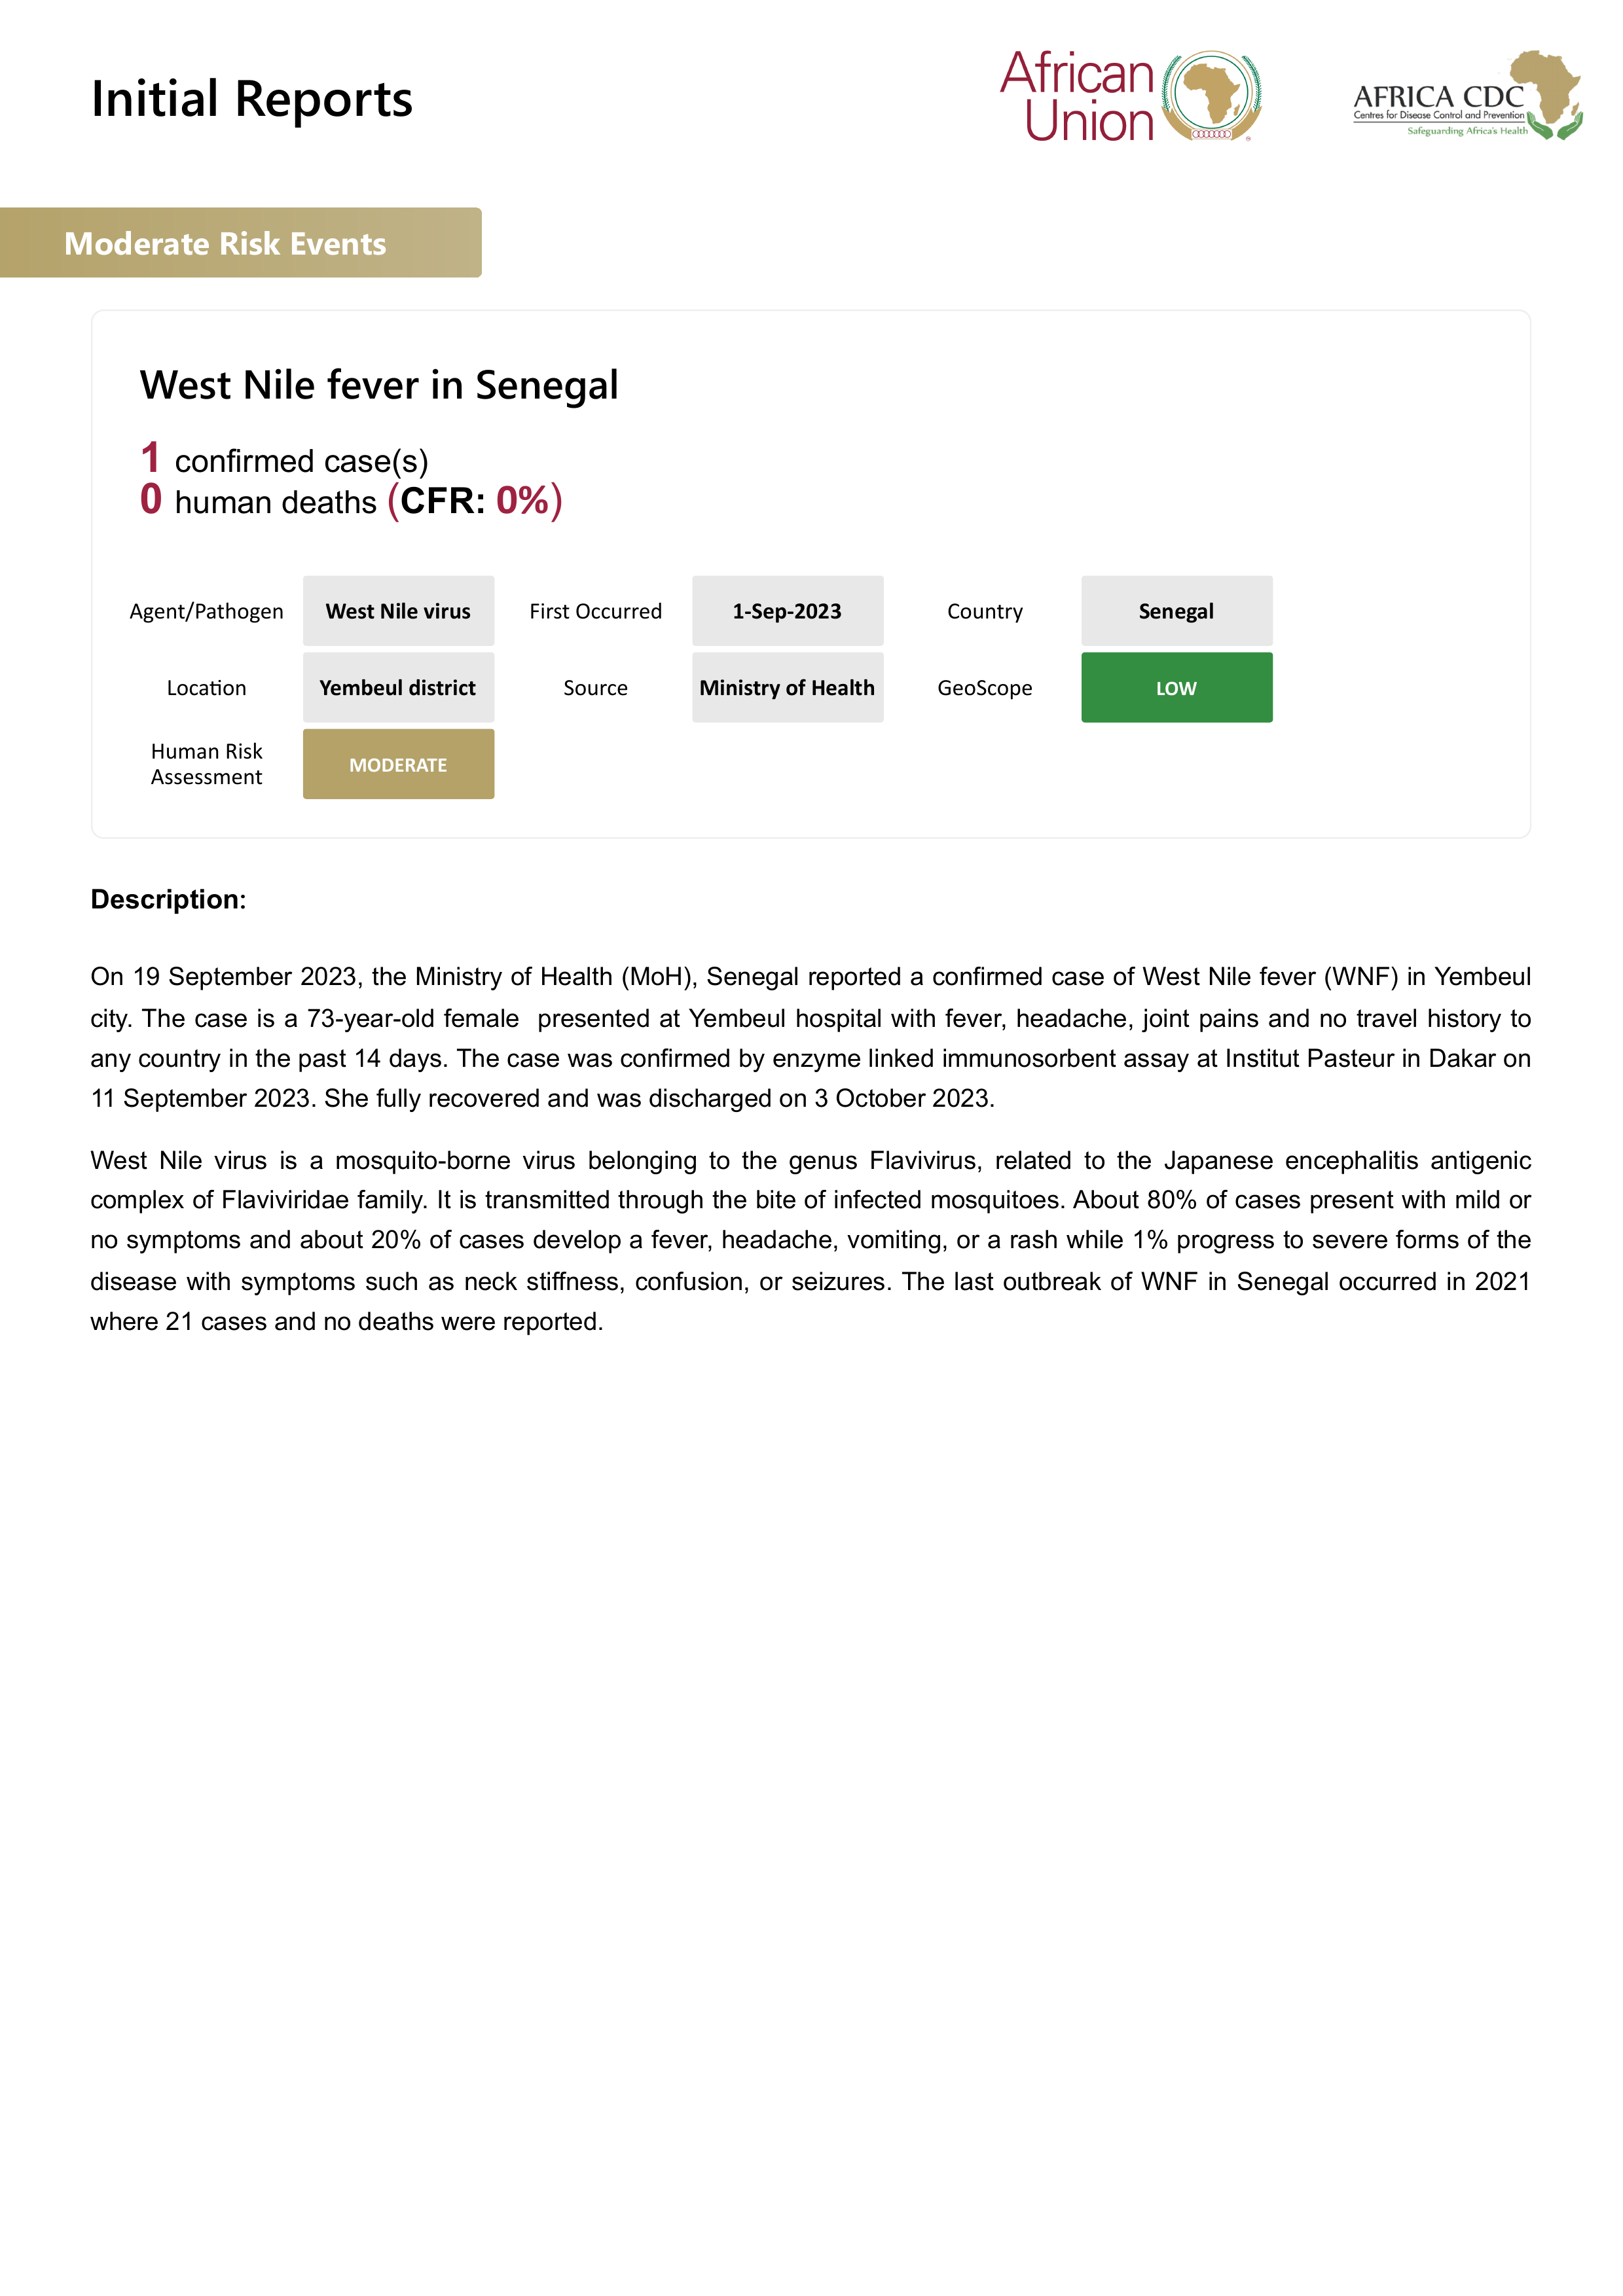 Initial Reports
African
Union
AFRICA CDC
Centres for Disease Control and Prevention
Safeguarding Africa's Health
Moderate Risk Events
West Nile fever in Senegal
1 confirmed case(s)
0 human deaths (CFR: 0%)
Agent/Pathogen West Nile virus First Occurred 1-Sep-2023 Country Senegal
Location Yembeul district Source Ministry of Health GeoScope LOW
Human Risk
Assessment MODERATE
Description:
On 19 September 2023, the Ministry of Health (MoH), Senegal reported a confirmed case of West Nile fever (WNF) in Yembeul
city. The case is a 73-year-old female  presented at Yembeul hospital with fever, headache, joint pains and no travel history to
any country in the past 14 days. The case was confirmed by enzyme linked immunosorbent assay at Institut Pasteur in Dakar on
11 September 2023. She fully recovered and was discharged on 3 October 2023.
West Nile virus is a mosquito-borne virus belonging to the genus Flavivirus, related to the Japanese encephalitis antigenic
complex of Flaviviridae family. It is transmitted through the bite of infected mosquitoes. About 80% of cases present with mild or
no symptoms and about 20% of cases develop a fever, headache, vomiting, or a rash while 1% progress to severe forms of the
disease with symptoms such as neck stiffness, confusion, or seizures. The last outbreak of WNF in Senegal occurred in 2021
where 21 cases and no deaths were reported.